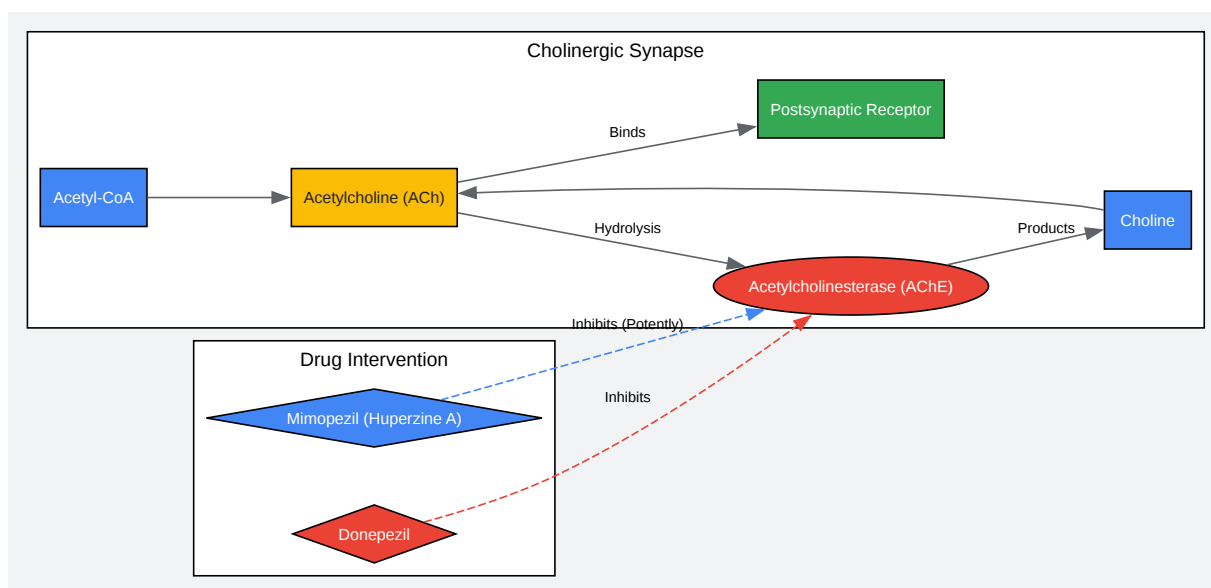 Cholinergic Synapse
Postsynaptic Receptor
Binds
Acetyl-CoA
Acetylcholine (ACh)
Choline
Hydrolysis
Products
Acetylcholinesterase (AChE)
Inhibits (Potently)
Drug Intervention
Inhibits
Mimopezil (Huperzine A)
Donepezil